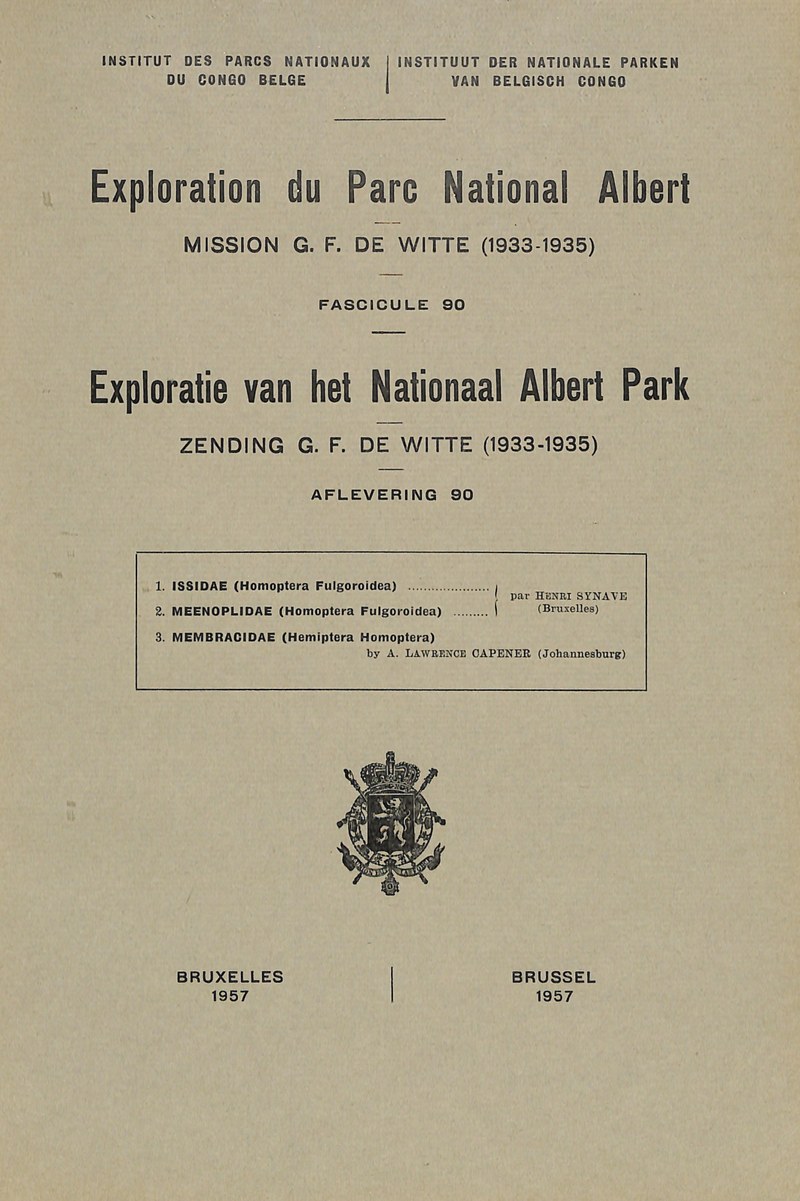 INSTITUT DES PARCS NATIONAUX
DU CONGO BELGE
INSTITUUT DER NATIONALE PARKEN
VAN BELGISCH CONGO
Exploration du Parc National Albert
MISSION G. F. DE WITTE (1933-1935)
FASCICULE 90
Exploratie van het Nationaal Albert Park
ZENDING G. F. DE WITTE (1933-1935)
AFLEVERING 90
1. ISSIDAE (Homoptera Fulgoroidea) .....................
2. MEENOPLIDAE (Homoptera Fulgoroidea) .........
par HENRI SYNAVE
(Bruxelles)
3. MEMBRACIDAE (Hemiptera Homoptera)
by A. LAWRENCE CAPENER (Johannesburg)
BRUXELLES
1957
BRUSSEL
1957